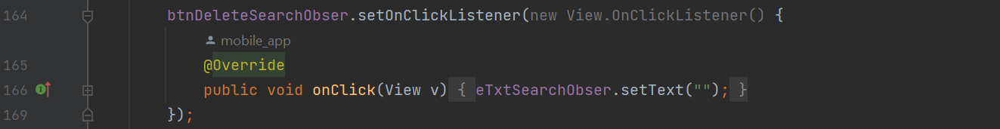 164 btnDeleteSearchObser.setOnClickListener(new View.OnClickListener() {
mobile_app
165 @Override
166 public void onClick(View v) { eTxtSearchObser.setText(""); }
169 });